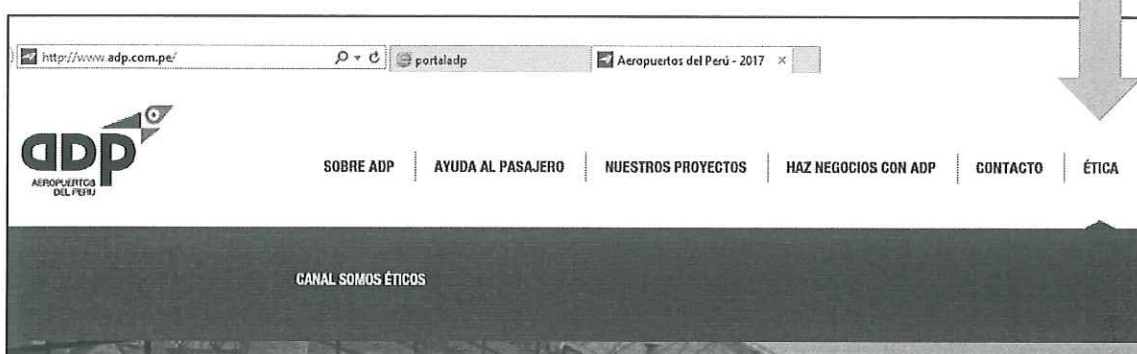 http://www.adp.com.pe/
portaladp
Aeropuertos del Perú - 2017
adp
AEROPUERTOS
DEL PERU
SOBRE ADP
AYUDA AL PASAJERO
NUESTROS PROYECTOS
HAZ NEGOCIOS CON ADP
CONTACTO
ÉTICA
CANAL SOMOS ÉTICOS